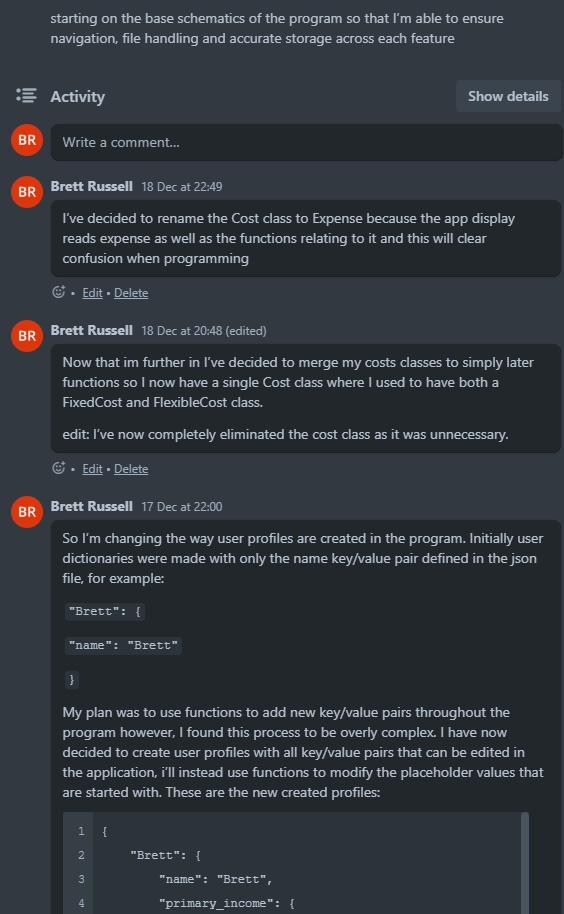 starting on the base schematics of the program so that I'm able to ensure
navigation, file handling and accurate storage across each feature
Activity
Show details
BR
Write a comment...
BR
Brett Russell 18 Dec at 22:49
I've decided to rename the Cost class to Expense because the app display
reads expense as well as the functions relating to it and this will clear
confusion when programming
• Edit • Delete
BR
Brett Russell 18 Dec at 20:48 (edited)
Now that im further in I've decided to merge my costs classes to simply later
functions so I now have a single Cost class where I used to have both a
FixedCost and FlexibleCost class.
edit: I've now completely eliminated the cost class as it was unnecessary.
• Edit • Delete
BR
Brett Russell 17 Dec at 22:00
So I'm changing the way user profiles are created in the program. Initially user
dictionaries were made with only the name key/value pair defined in the json
file, for example:
"Brett": {
"name": "Brett"
}
My plan was to use functions to add new key/value pairs throughout the
program however, I found this process to be overly complex. I have now
decided to create user profiles with all key/value pairs that can be edited in
the application, i'll instead use functions to modify the placeholder values that
are started with. These are the new created profiles:
1 {
2 "Brett": {
3 "name": "Brett",
4 "primary_income": {